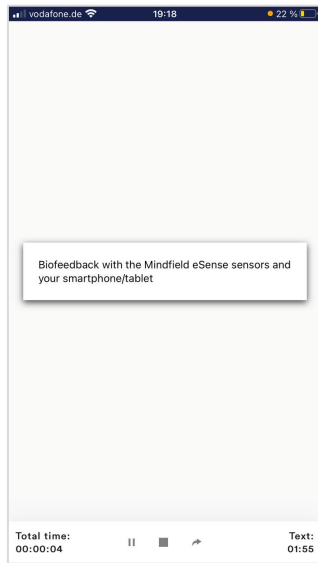 vodafone.de 19:18 22 %
Biofeedback with the Mindfield eSense sensors and
your smartphone/tablet
Total time: Text:
00:00:04 01:55